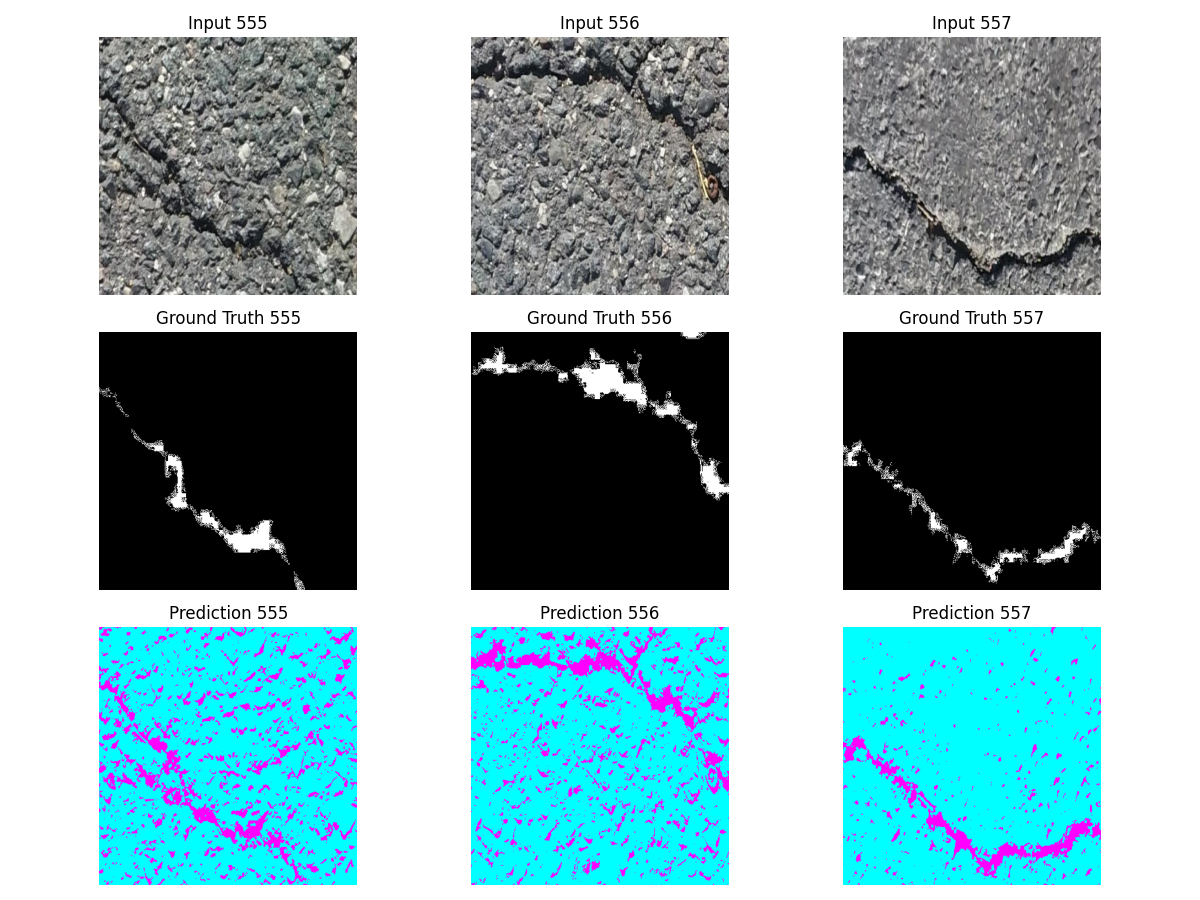 Input 555
Input 556
Input 557
Ground Truth 555
Ground Truth 556
Ground Truth 557
Prediction 555
Prediction 556
Prediction 557